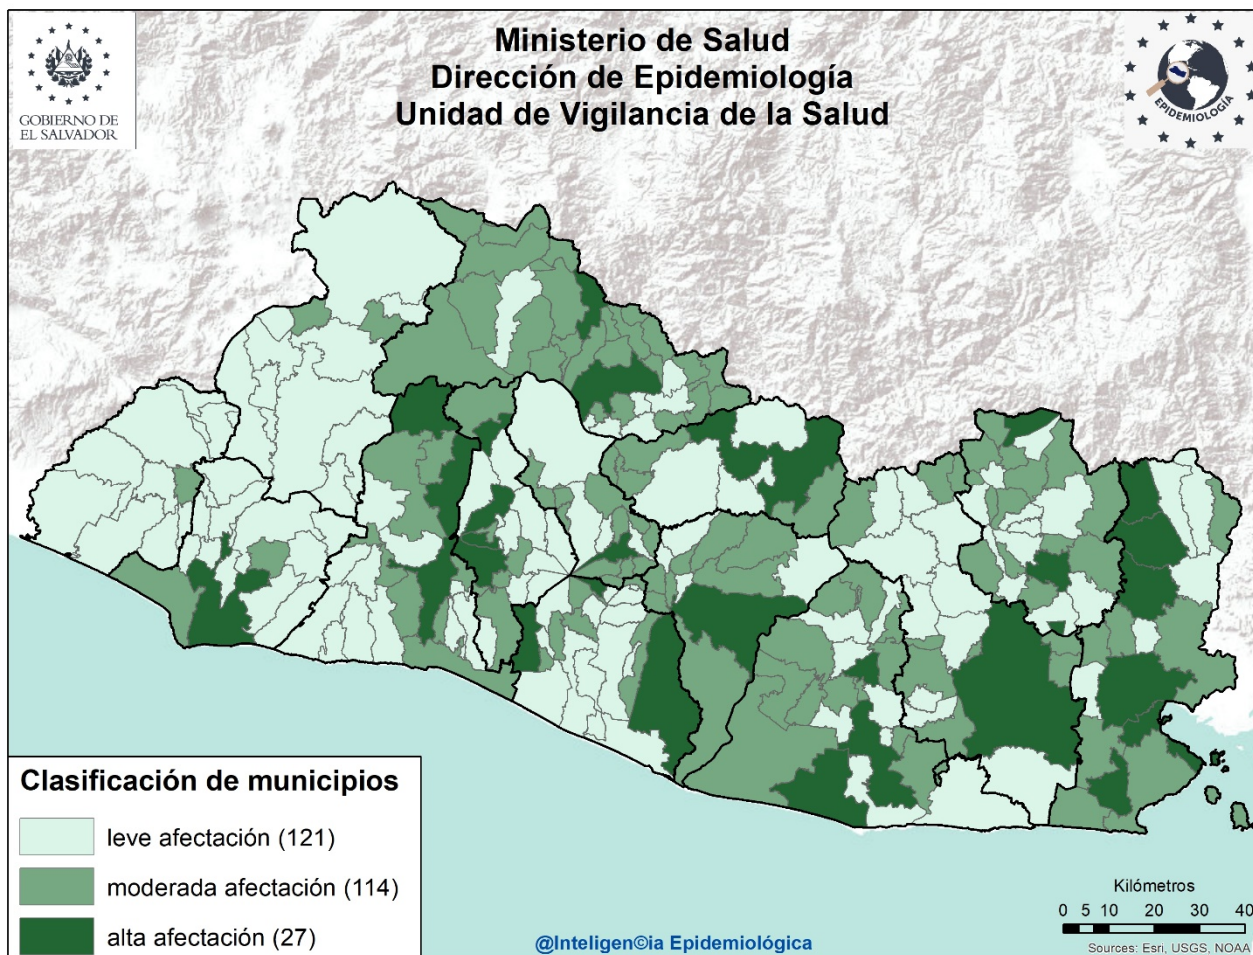 Ministerio de Salud
Dirección de Epidemiología
Unidad de Vigilancia de la Salud
GOBIERNO DE
EL SALVADOR
EPIDEMIOLOGÍA
Clasificación de municipios
leve afectación (121)
moderada afectación (114)
alta afectación (27)
@Inteligen©ia Epidemiológica
Kilómetros
0 5 10 20 30 40
Sources: Esri, USGS, NOAA